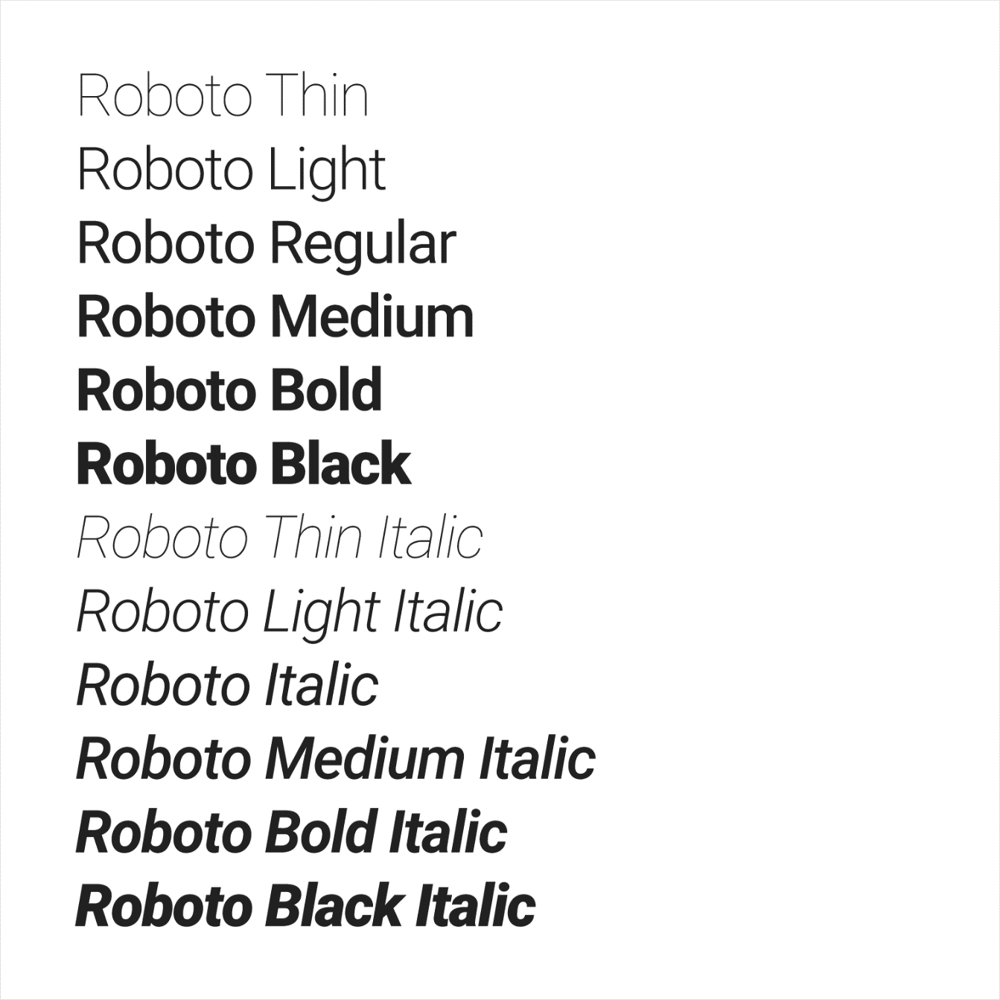 Roboto Thin
Roboto Light
Roboto Regular
Roboto Medium
Roboto Bold
Roboto Black
Roboto Thin Italic
Roboto Light Italic
Roboto Italic
Roboto Medium Italic
Roboto Bold Italic
Roboto Black Italic